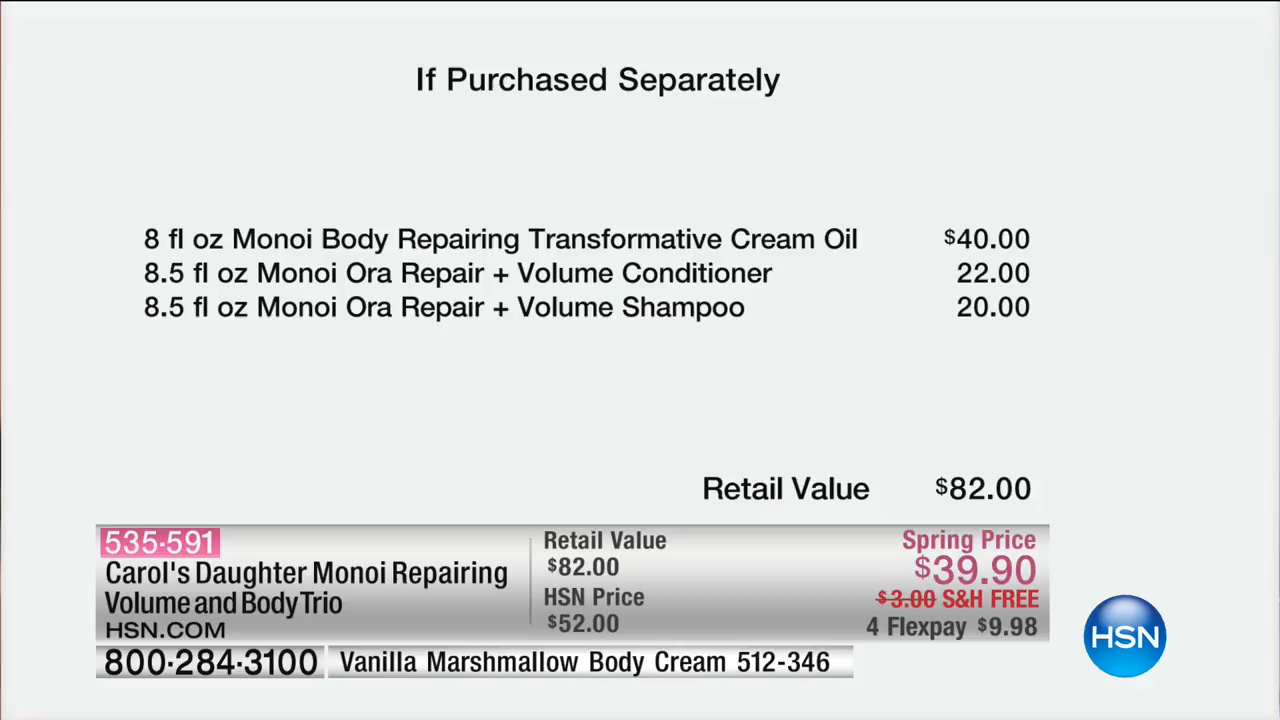 If Purchased Separately
8 fl oz Monoi Body Repairing Transformative Cream Oil $40.00
8.5 fl oz Monoi Ora Repair + Volume Conditioner 22.00
8.5 fl oz Monoi Ora Repair + Volume Shampoo 20.00
Retail Value $82.00
535·591
Carol's Daughter Monoi Repairing
Volume and Body Trio
HSN.COM
Retail Value
$82.00
HSN Price
$52.00
Spring Price
$39.90
$3.00 S&H FREE
4 Flexpay $9.98
HSN
800·284·3100
Vanilla Marshmallow Body Cream 512-346